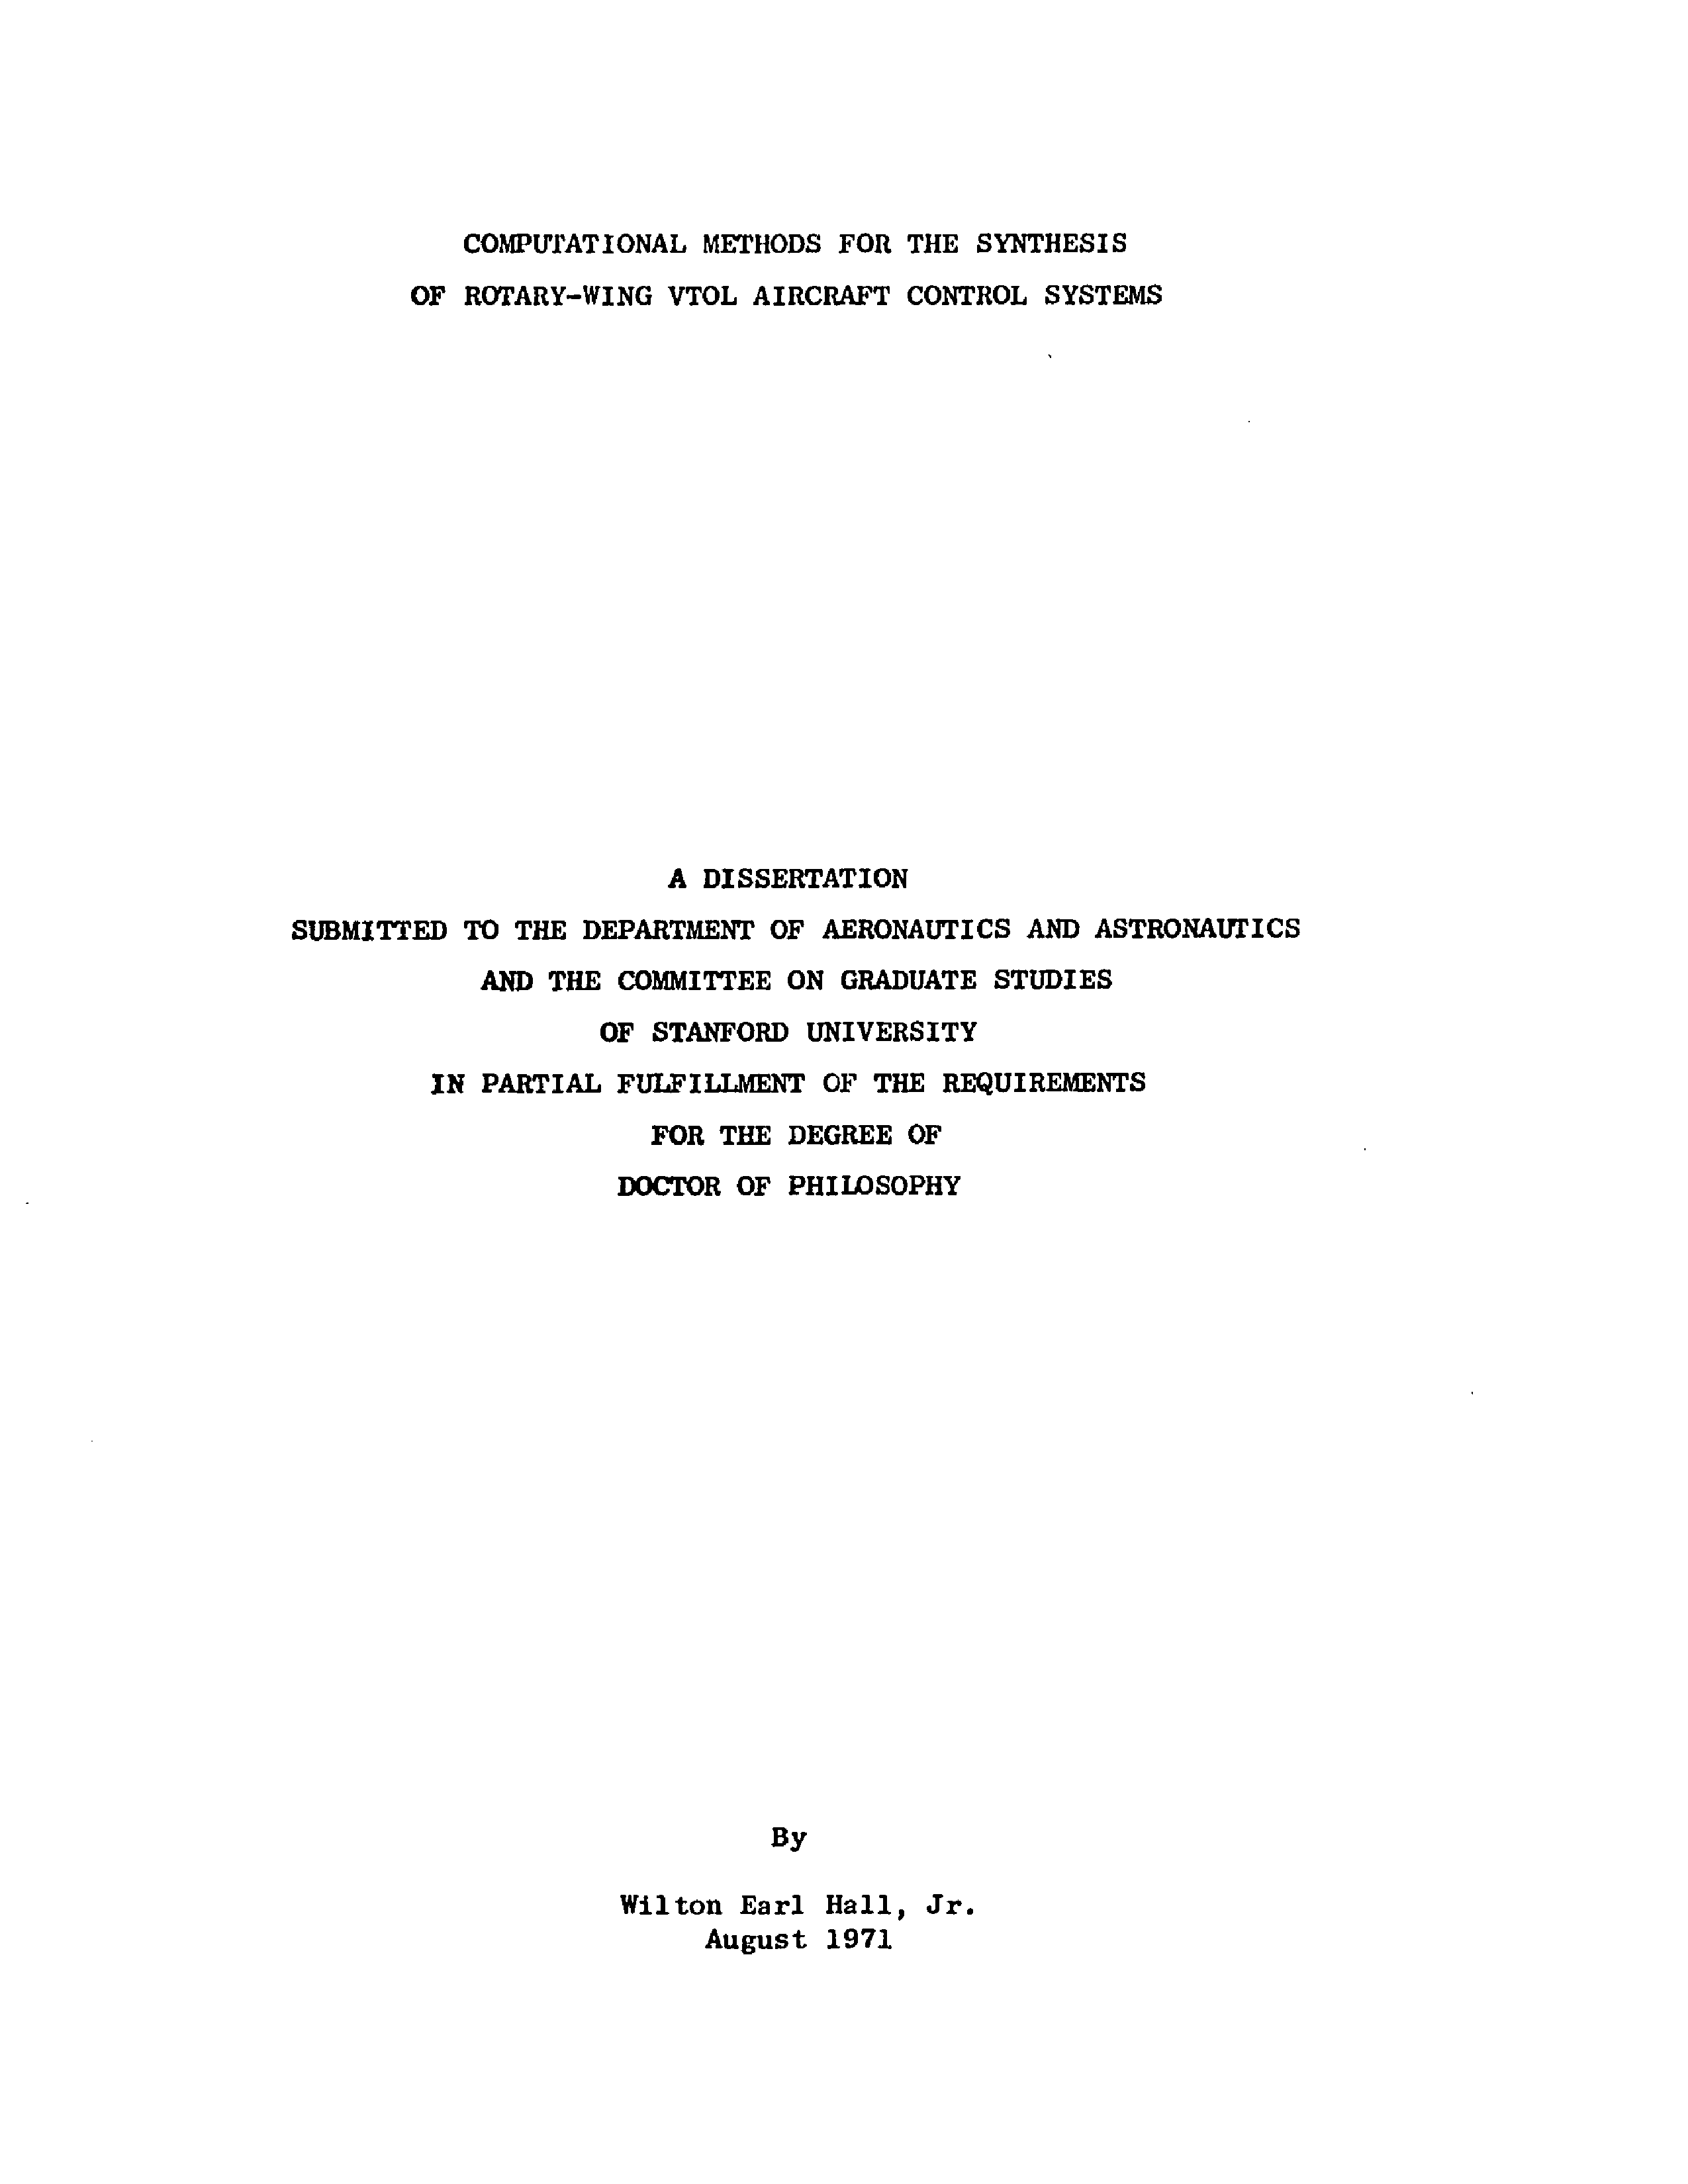 COMPUTATIONAL METHODS FOR THE SYNTHESIS
OF ROTARY-WING VTOL AIRCRAFT CONTROL SYSTEMS
A DISSERTATION
SUBMITTED TO THE DEPARTMENT OF AERONAUTICS AND ASTRONAUTICS
AND THE COMMITTEE ON GRADUATE STUDIES
OF STANFORD UNIVERSITY
IN PARTIAL FULFILLMENT OF THE REQUIREMENTS
FOR THE DEGREE OF
DOCTOR OF PHILOSOPHY
By
Wilton Earl Hall, Jr.
August 1971